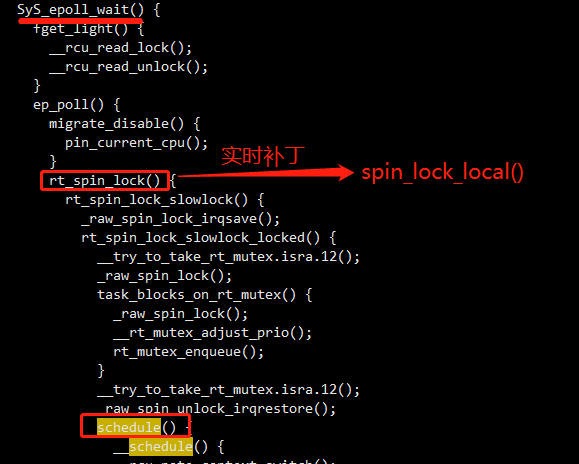 SyS_epoll_wait() {
fget_light() {
__rcu_read_lock();
__rcu_read_unlock();
}
ep_poll() {
migrate_disable() {
pin_current_cpu();
}
rt_spin_lock() {
实时补丁
spin_lock_local()
rt_spin_lock_slowlock() {
_raw_spin_lock_irqsave();
rt_spin_lock_slowlock_locked() {
__try_to_take_rt_mutex.isra.12();
_raw_spin_lock();
task_blocks_on_rt_mutex() {
_raw_spin_lock();
__rt_mutex_adjust_prio();
rt_mutex_enqueue();
}
__try_to_take_rt_mutex.isra.12();
_raw_spin_unlock_irqrestore();
schedule() {
__schedule() {